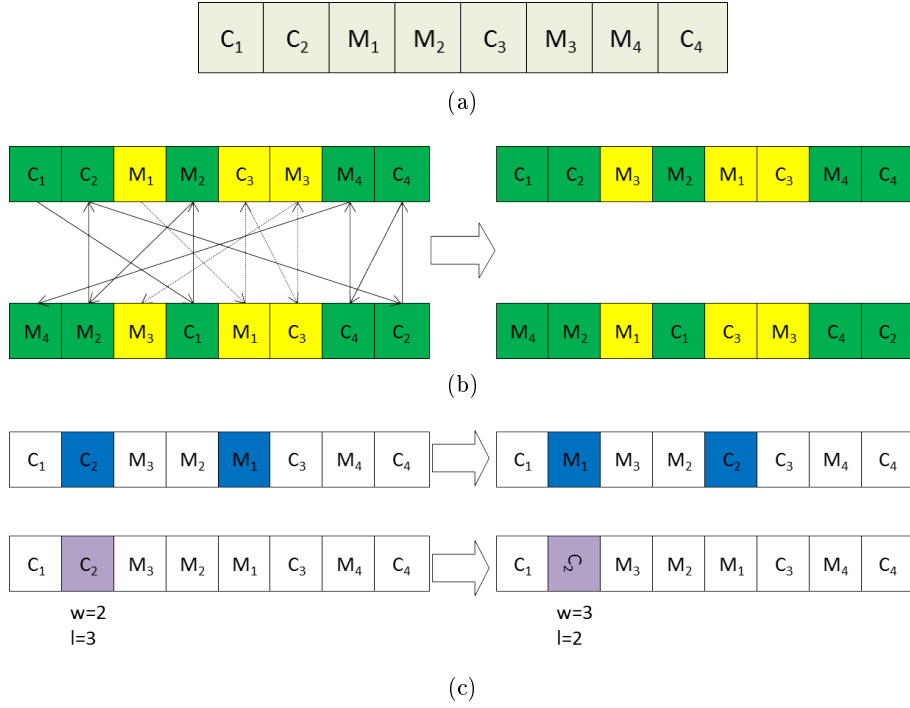 C₁ C₂ M₁ M₂ C₃ M₃ M₄ C₄
(a)
C₁ C₂ M₁ M₂ C₃ M₃ M₄ C₄ C₁ C₂ M₃ M₂ M₁ C₃ M₄ C₄
M₄ M₂ M₃ C₁ M₁ C₃ C₄ C₂ M₄ M₂ M₁ C₁ C₃ M₃ C₄ C₂
(b)
C₁ C₂ M₃ M₂ M₁ C₃ M₄ C₄ C₁ M₁ M₃ M₂ C₂ C₃ M₄ C₄
C₁ C₂ M₃ M₂ M₁ C₃ M₄ C₄ C₁ C₂ M₃ M₂ M₁ C₃ M₄ C₄
w=2 w=3
l=3 l=2
(c)